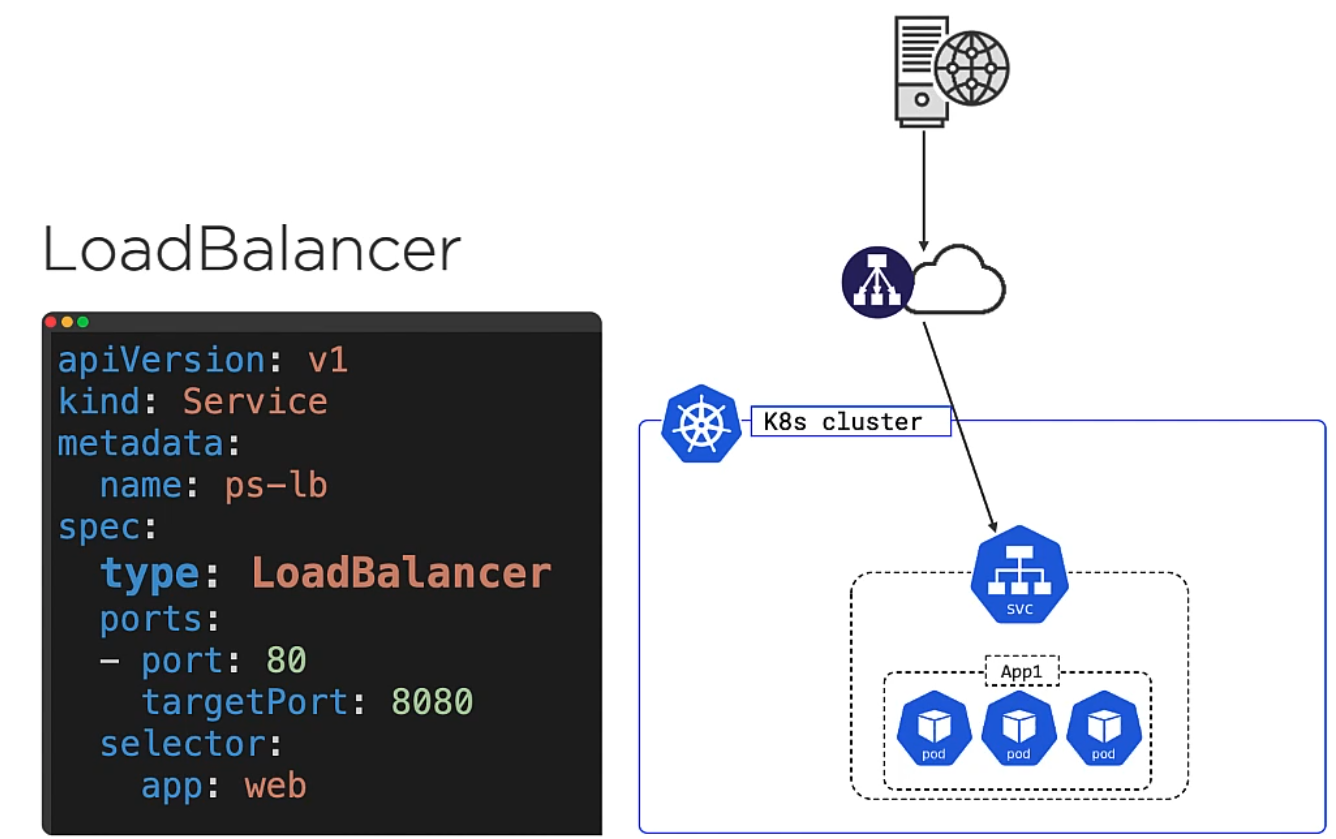 LoadBalancer
apiVersion: v1
kind: Service
metadata:
  name: ps-lb
spec:
  type: LoadBalancer
  ports:
  - port: 80
    targetPort: 8080
  selector:
    app: web
K8s cluster
svc
App1
pod pod pod